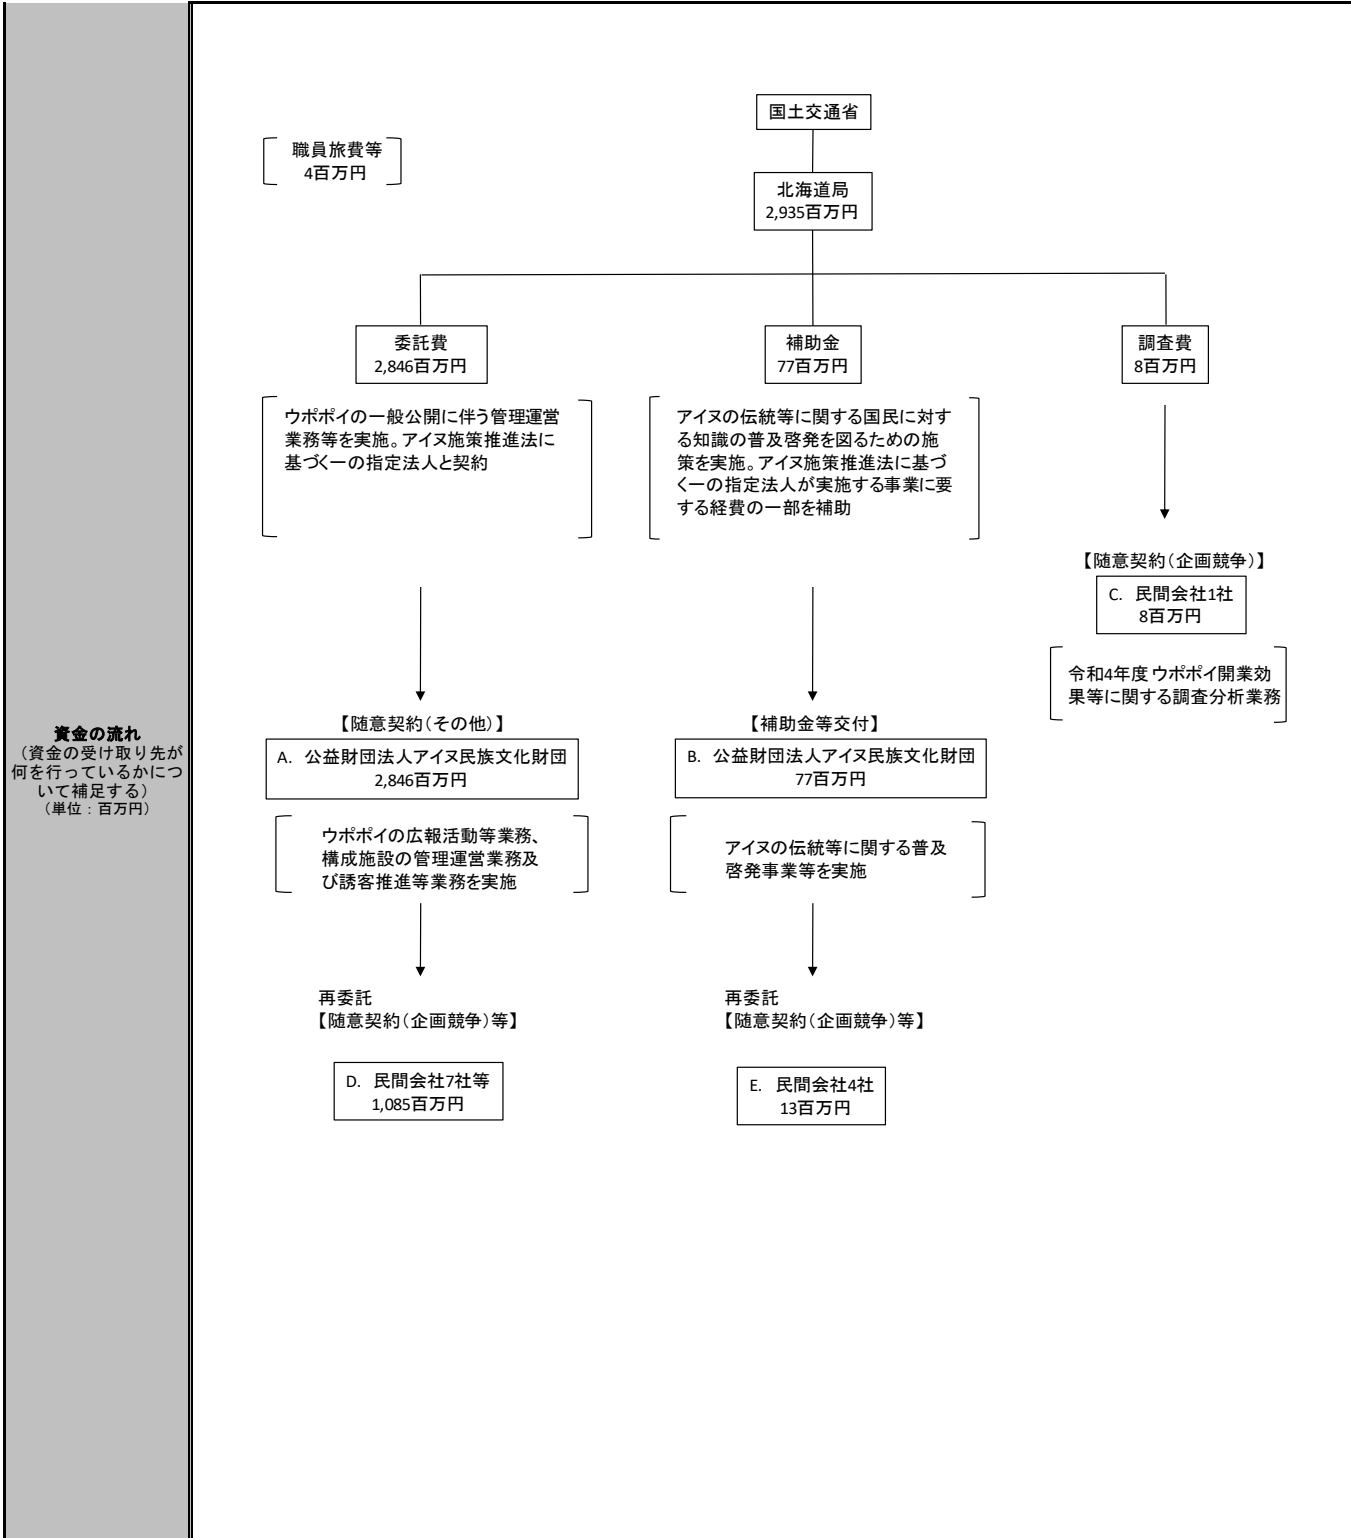 資金の流れ
（資金の受け取り先が
何を行っているかにつ
いて補足する）
（単位：百万円）
国土交通省
職員旅費等
4百万円
北海道局
2,935百万円
委託費
2,846百万円
補助金
77百万円
調査費
8百万円
ウポポイの一般公開に伴う管理運営
業務等を実施。アイヌ施策推進法に
基づく一の指定法人と契約
アイヌの伝統等に関する国民に対す
る知識の普及啓発を図るための施
策を実施。アイヌ施策推進法に基づ
く一の指定法人が実施する事業に要
する経費の一部を補助
【随意契約（企画競争）】
C. 民間会社1社
8百万円
令和4年度 ウポポイ開業効
果等に関する調査分析業務
【随意契約（その他）】
A. 公益財団法人アイヌ民族文化財団
2,846百万円
【補助金等交付】
B. 公益財団法人アイヌ民族文化財団
77百万円
ウポポイの広報活動等業務、
構成施設の管理運営業務及
び誘客推進等業務を実施
アイヌの伝統等に関する普及
啓発事業等を実施
再委託
【随意契約（企画競争）等】
再委託
【随意契約（企画競争）等】
D. 民間会社7社等
1,085百万円
E. 民間会社4社
13百万円